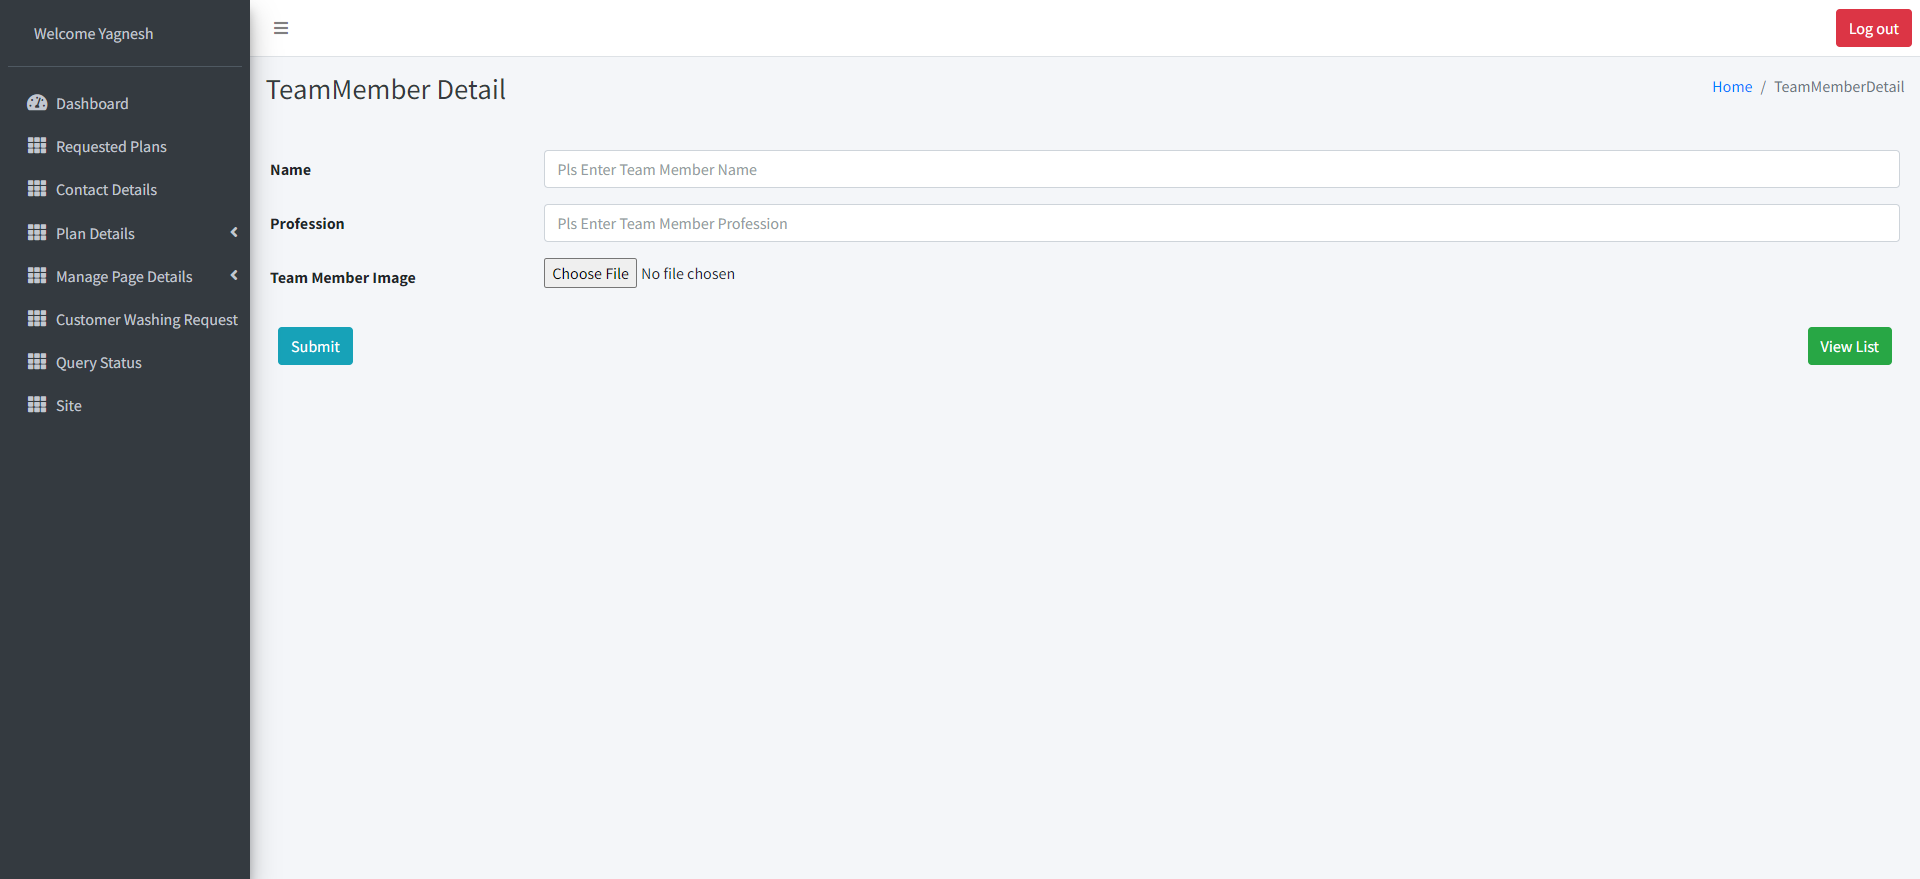 Welcome Yagnesh
Dashboard
Requested Plans
Contact Details
Plan Details
Manage Page Details
Customer Washing Request
Query Status
Site
Log out
TeamMember Detail
Home / TeamMemberDetail
Name
Pls Enter Team Member Name
Profession
Pls Enter Team Member Profession
Team Member Image
Choose File No file chosen
Submit
View List